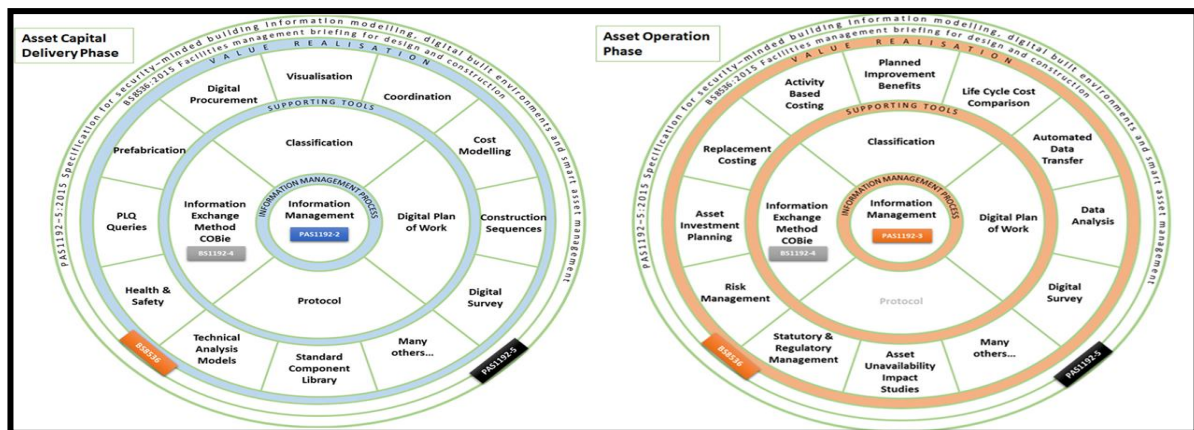 Asset Capital
Delivery Phase
PAS1192-5:2015 Specification for security-minded building information modelling, digital built environments and smart asset management
BS8536:2015 Facilities management briefing for design and construction
VALUE REALISATION
Visualisation
Digital
Procurement
Coordination
Prefabrication
Cost
Modelling
PLQ
Queries
Construction
Sequences
Health &
Safety
Digital
Survey
Technical
Analysis
Models
Standard
Component
Library
Many
others...
SUPPORTING TOOLS
Classification
Information
Exchange
Method
COBie
BS1192-4
Digital Plan
of Work
Protocol
INFORMATION MANAGEMENT PROCESS
Information
Management
PAS1192-2
BS8536
PAS1192-5
Asset Operation
Phase
PAS1192-5:2015 Specification for security-minded building information modelling, digital built environments and smart asset management
BS8536:2015 Facilities management briefing for design and construction
VALUE REALISATION
Planned
Improvement
Benefits
Activity
Based
Costing
Life Cycle Cost
Comparison
Replacement
Costing
Automated
Data
Transfer
Asset
Investment
Planning
Data
Analysis
Risk
Management
Digital
Survey
Statutory &
Regulatory
Management
Asset
Unavailability
Impact
Studies
Many
others...
SUPPORTING TOOLS
Classification
Information
Exchange
Method
COBie
BS1192-4
Digital Plan
of Work
Protocol
INFORMATION MANAGEMENT PROCESS
Information
Management
PAS1192-3
BS8536
PAS1192-5